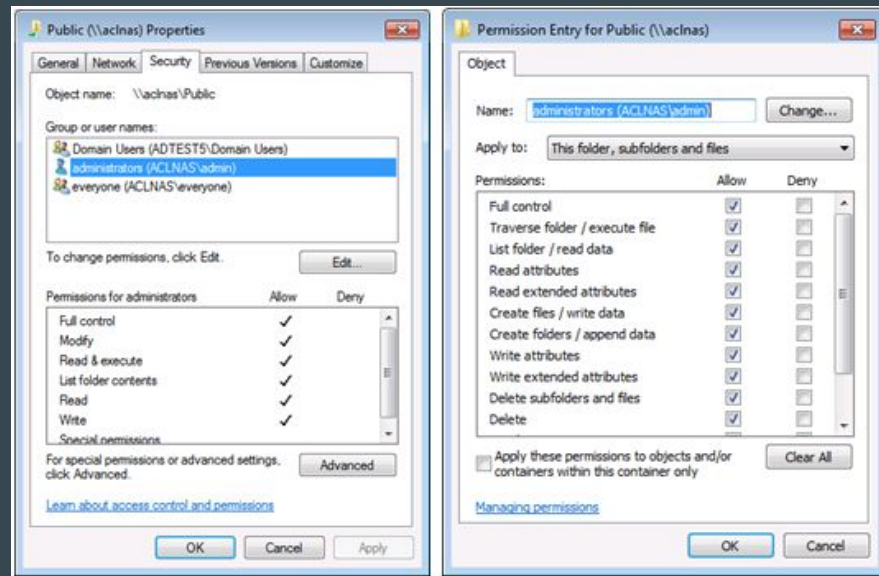 Public (\\aclnas) Properties
General Network Security Previous Versions Customize
Object name: \\aclnas\Public
Group or user names:
Domain Users (ADTEST5\Domain Users)
administrators (ACLNAS\admin)
everyone (ACLNAS\everyone)
To change permissions, click Edit.
Edit...
Permissions for administrators Allow Deny
Full control
Modify
Read & execute
List folder contents
Read
Write
Special permissions
For special permissions or advanced settings,
click Advanced.
Advanced
Learn about access control and permissions
OK Cancel Apply
Permission Entry for Public (\\aclnas)
Object
Name: administrators (ACLNAS\admin) Change...
Apply to: This folder, subfolders and files
Permissions: Allow Deny
Full control
Traverse folder / execute file
List folder / read data
Read attributes
Read extended attributes
Create files / write data
Create folders / append data
Write attributes
Write extended attributes
Delete subfolders and files
Delete
Apply these permissions to objects and/or
containers within this container only
Clear All
Managing permissions
OK Cancel